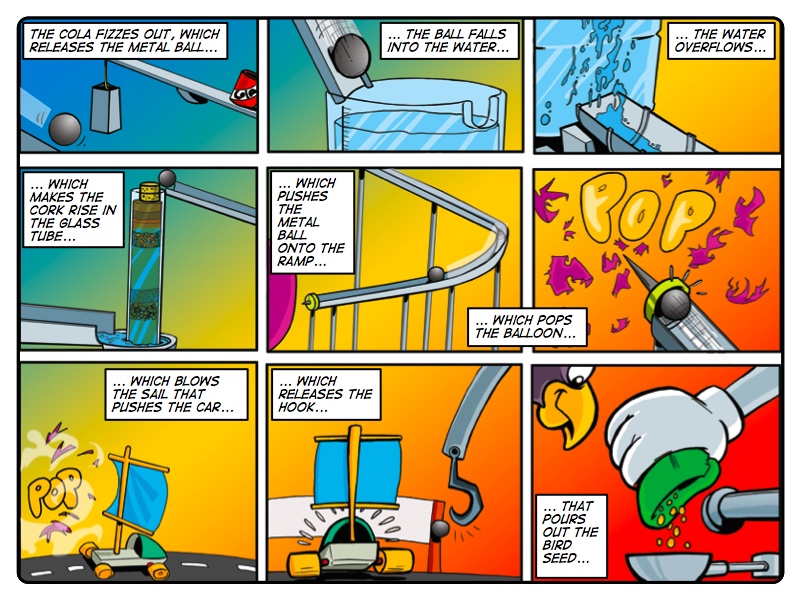 THE COLA FIZZES OUT, WHICH
RELEASES THE METAL BALL...
... THE BALL FALLS
INTO THE WATER...
... THE WATER
OVERFLOWS...
... WHICH
MAKES THE
CORK RISE IN
THE GLASS
TUBE...
... WHICH
PUSHES
THE
METAL
BALL
ONTO THE
RAMP...
POP
... WHICH POPS
THE BALLOON...
... WHICH BLOWS
THE SAIL THAT
PUSHES THE CAR...
POP
... WHICH
RELEASES THE
HOOK...
... THAT
POURS
OUT THE
BIRD
SEED...